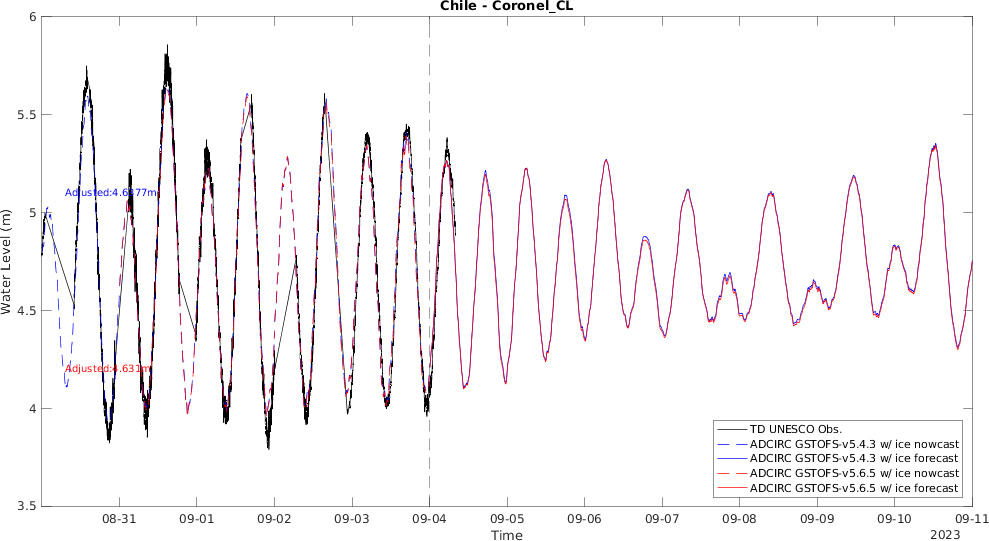 Chile - Coronel_CL
6
5.5
5
4.5
4
3.5
Water Level (m)
Adjusted:4.6377m
Adjusted:4.631m
TD UNESCO Obs.
ADCIRC GSTOFS-v5.4.3 w/ ice nowcast
ADCIRC GSTOFS-v5.4.3 w/ ice forecast
ADCIRC GSTOFS-v5.6.5 w/ ice nowcast
ADCIRC GSTOFS-v5.6.5 w/ ice forecast
08-31 09-01 09-02 09-03 09-04 09-05 09-06 09-07 09-08 09-09 09-10 09-11
Time
2023